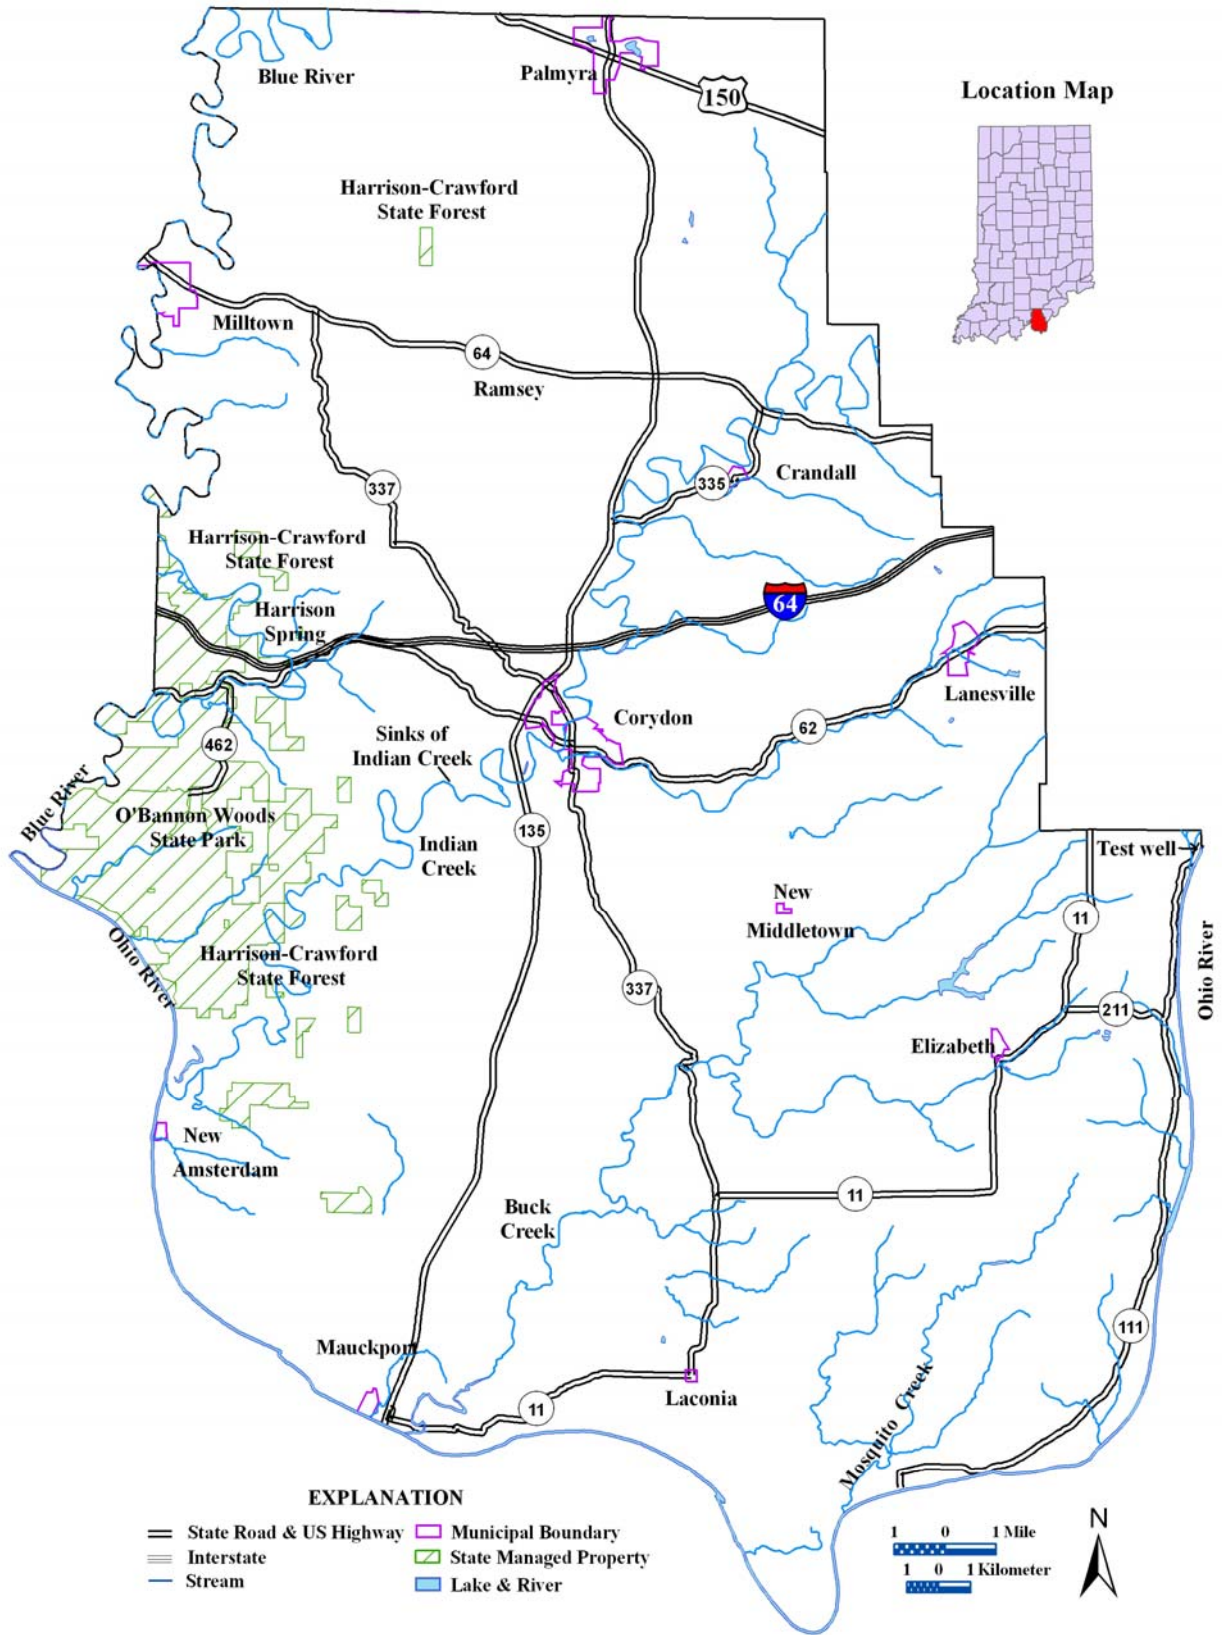 Blue River
Palmyra
150
Location Map
Harrison-Crawford
State Forest
Milltown
64
Ramsey
337
335
Crandall
Harrison-Crawford
State Forest
Harrison
Spring
64
Lanesville
Corydon
62
Sinks of
Indian Creek
462
Blue River
O'Bannon Woods
State Park
135
Indian
Creek
Test well
New
Middletown
11
Ohio River
Harrison-Crawford
State Forest
337
211
Ohio River
Elizabeth
New
Amsterdam
11
Buck
Creek
111
Mauckport
Laconia
11
Mosquito Creek
EXPLANATION
State Road & US Highway
Municipal Boundary
Interstate
State Managed Property
Stream
Lake & River
1 0 1 Mile
1 0 1 Kilometer
N